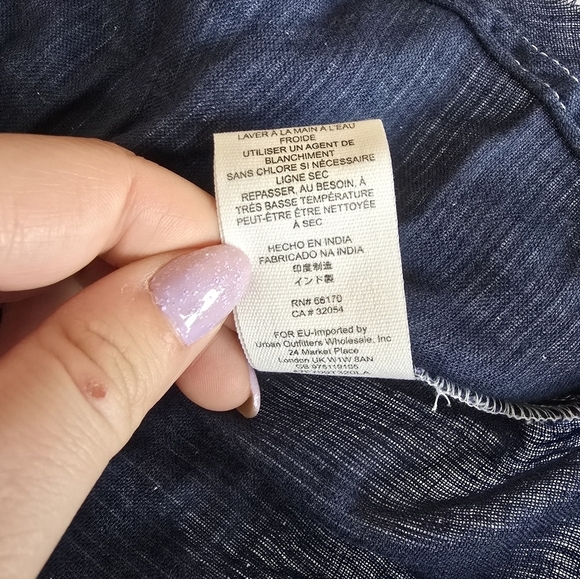 LAVER À LA MAIN À L'EAU
FROIDE
UTILISER UN AGENT DE
BLANCHIMENT
SANS CHLORE SI NÉCESSAIRE
LIGNE SEC
REPASSER, AU BESOIN, À
TRÈS BASSE TEMPÉRATURE
PEUT-ÊTRE ÊTRE NETTOYÉE
À SEC
HECHO EN INDIA
FABRICADO NA INDIA
印度制造
インド製
RN# 66170
CA # 32054
FOR EU-Imported by
Urban Outfitters Wholesale, Inc
24 Market Place
London UK W1W 8AN
GB 975119105